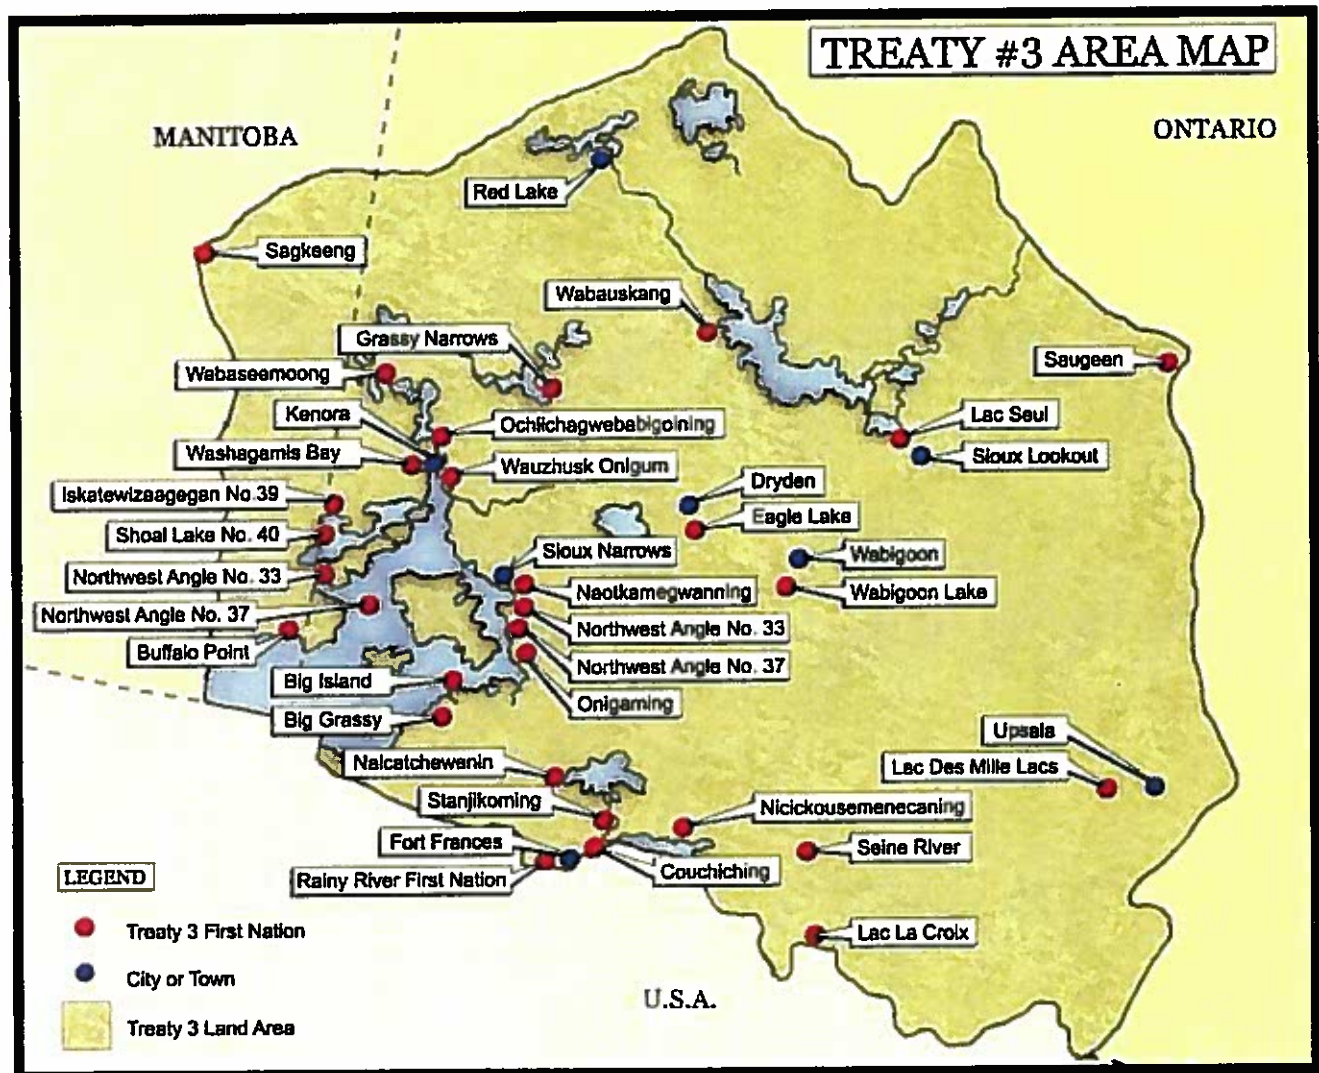 TREATY #3 AREA MAP
MANITOBA
ONTARIO
Red Lake
Sagkeeng
Wabauskang
Grassy Narrows
Saugeen
Wabaseemoong
Kenora
Ochiichagwebabigoining
Lac Seul
Washagamis Bay
Wauzhusk Onigum
Sioux Lookout
Dryden
Iskatewizaagegan No.39
Eagle Lake
Shoal Lake No. 40
Sioux Narrows
Wabigoon
Northwest Angle No. 33
Naotkamegwanning
Wabigoon Lake
Northwest Angle No. 37
Northwest Angle No. 33
Buffalo Point
Northwest Angle No. 37
Big Island
Onigaming
Big Grassy
Upsala
Naicatchewenin
Lac Des Mille Lacs
Stanjikoming
Nicickousemenecaning
Fort Frances
Seine River
Couchiching
Rainy River First Nation
LEGEND
Treaty 3 First Nation
Lac La Croix
City or Town
U.S.A.
Treaty 3 Land Area